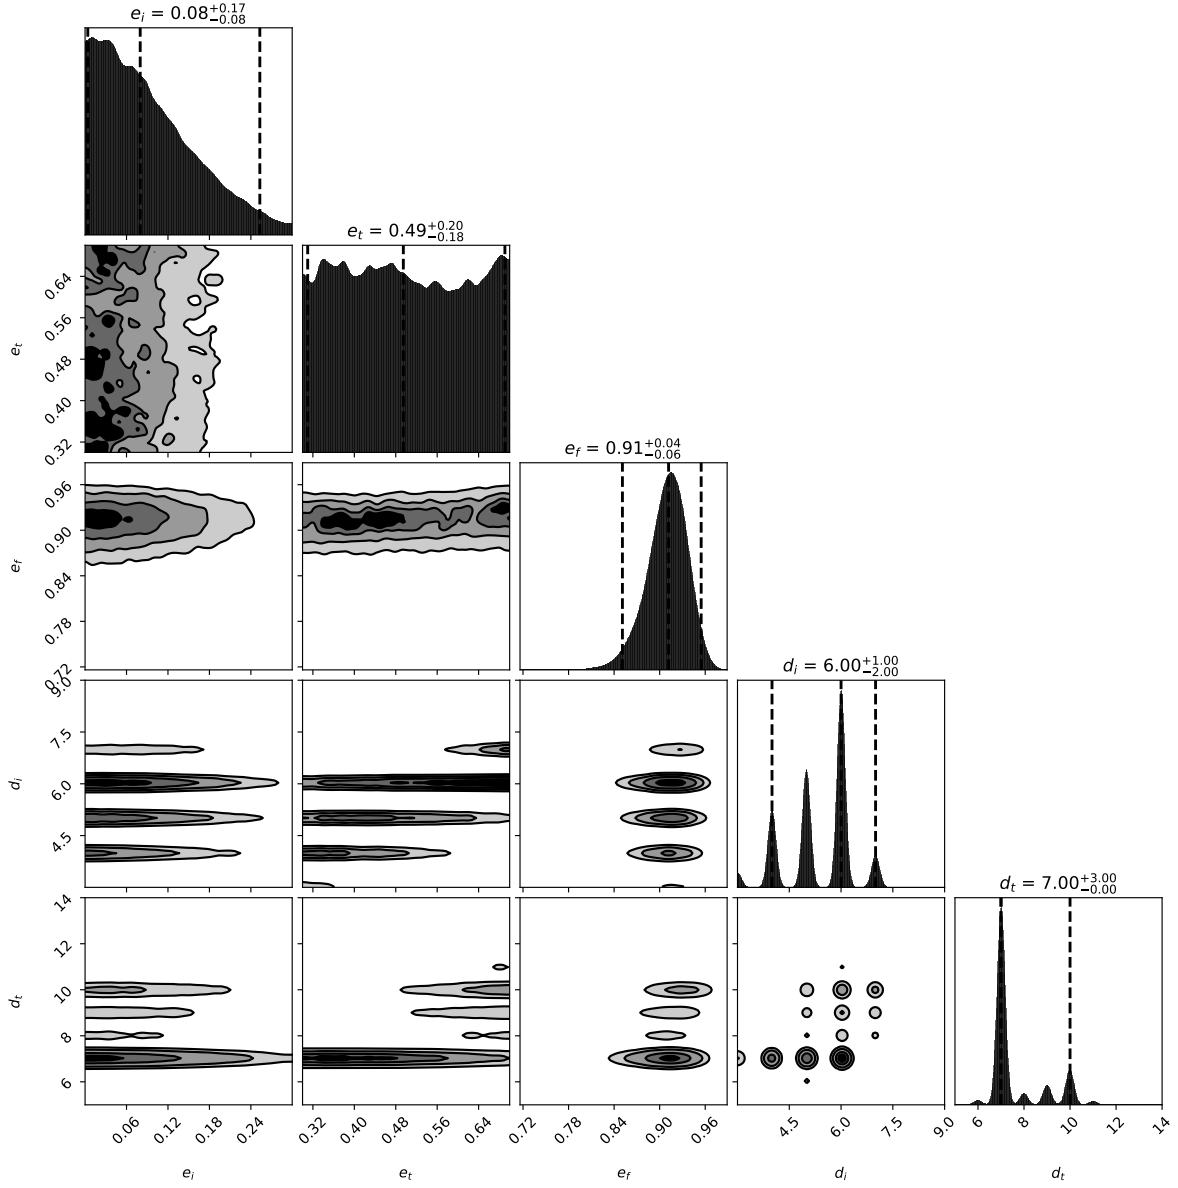 e_i = 0.08^{+0.17}_{-0.08}
e_t = 0.49^{+0.20}_{-0.18}
0.64
0.56
0.48
0.40
0.32
e_t
e_f = 0.91^{+0.04}_{-0.06}
0.96
0.90
0.84
0.78
0.72
e_f
d_i = 6.00^{+1.00}_{-2.00}
9.0
7.5
6.0
4.5
d_i
d_t = 7.00^{+3.00}_{-0.00}
14
12
10
8
6
d_t
0.06 0.12 0.18 0.24 0.32 0.40 0.48 0.56 0.64 0.72 0.78 0.84 0.90 0.96 4.5 6.0 7.5 9.0 6 8 10 12 14
e_i e_t e_f d_i d_t